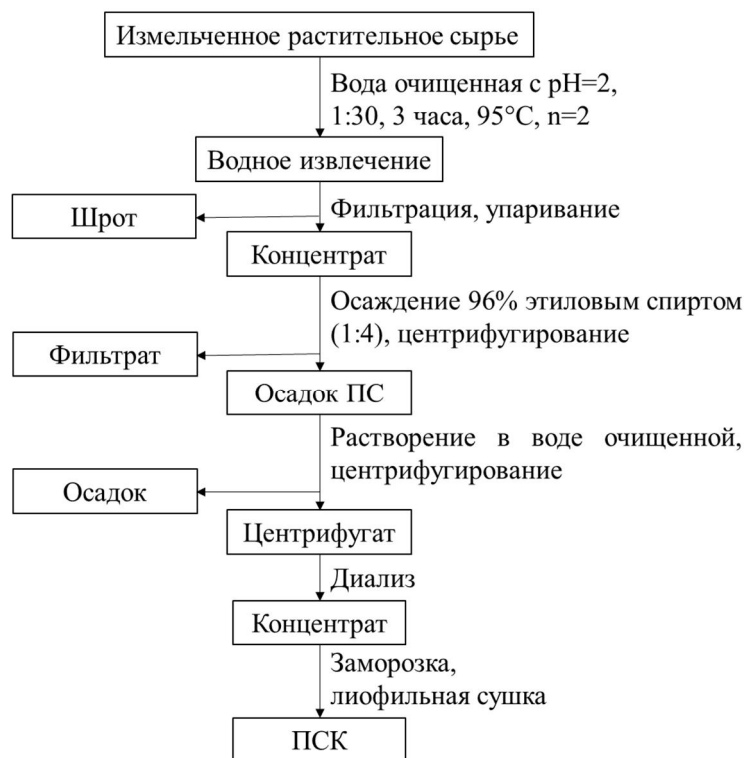 Измельченное растительное сырье
Вода очищенная с pH=2,
1:30, 3 часа, 95°C, n=2
Водное извлечение
Шрот
Фильтрация, упаривание
Концентрат
Осаждение 96% этиловым спиртом
(1:4), центрифугирование
Фильтрат
Осадок ПС
Растворение в воде очищенной,
центрифугирование
Осадок
Центрифугат
Диализ
Концентрат
Заморозка,
лиофильная сушка
ПСК